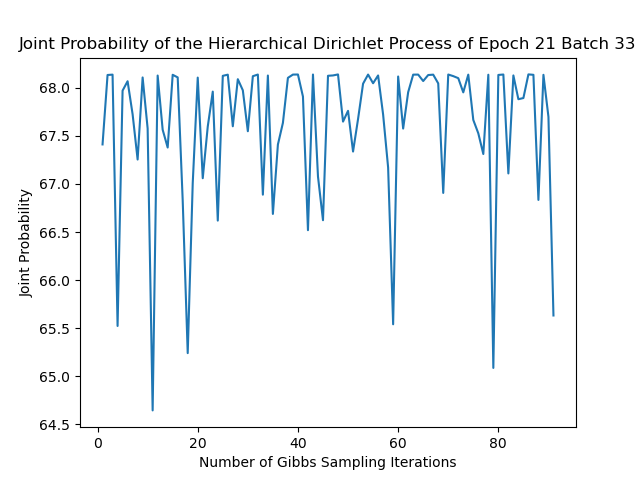 Joint Probability of the Hierarchical Dirichlet Process of Epoch 21 Batch 33
68.0
67.5
67.0
66.5
66.0
65.5
65.0
64.5
Joint Probability
0 20 40 60 80
Number of Gibbs Sampling Iterations